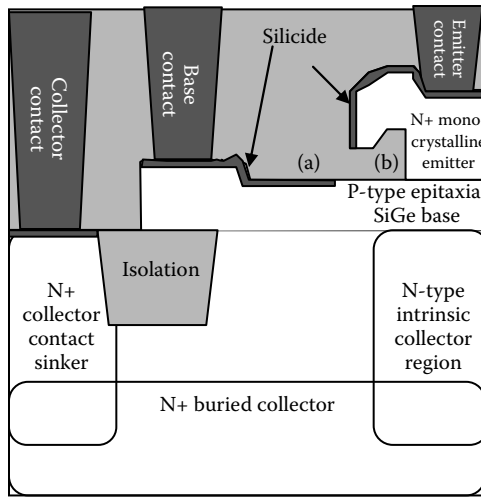 Silicide
Emitter
contact
Base
contact
Collector
contact
N+ mono
crystalline
emitter
(a)
(b)
P-type epitaxia
SiGe base
Isolation
N+
collector
contact
sinker
N-type
intrinsic
collector
region
N+ buried collector